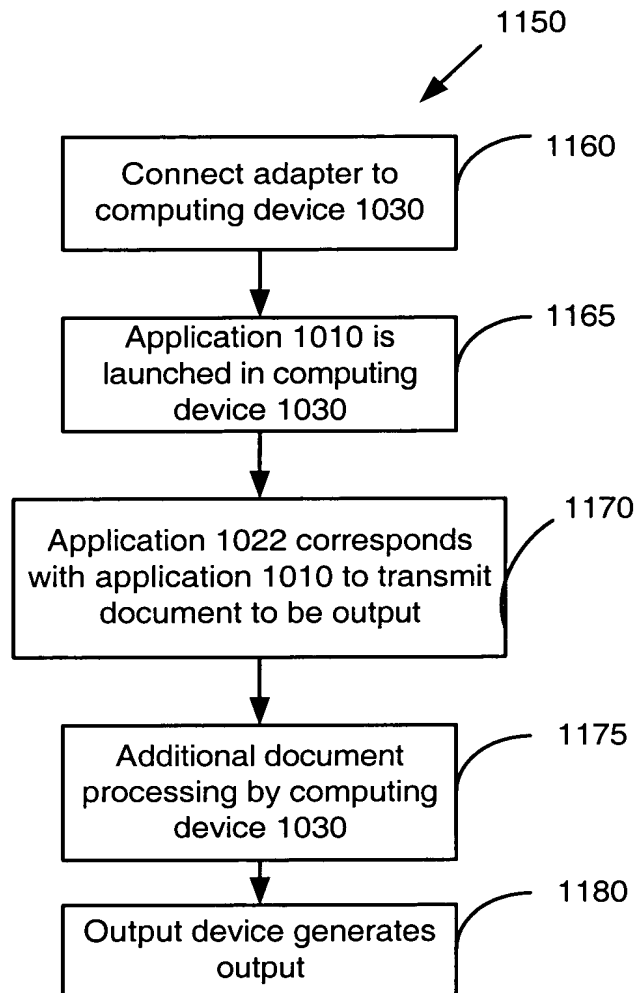 1150
1160
Connect adapter to
computing device 1030
1165
Application 1010 is
launched in computing
device 1030
1170
Application 1022 corresponds
with application 1010 to transmit
document to be output
1175
Additional document
processing by computing
device 1030
1180
Output device generates
output